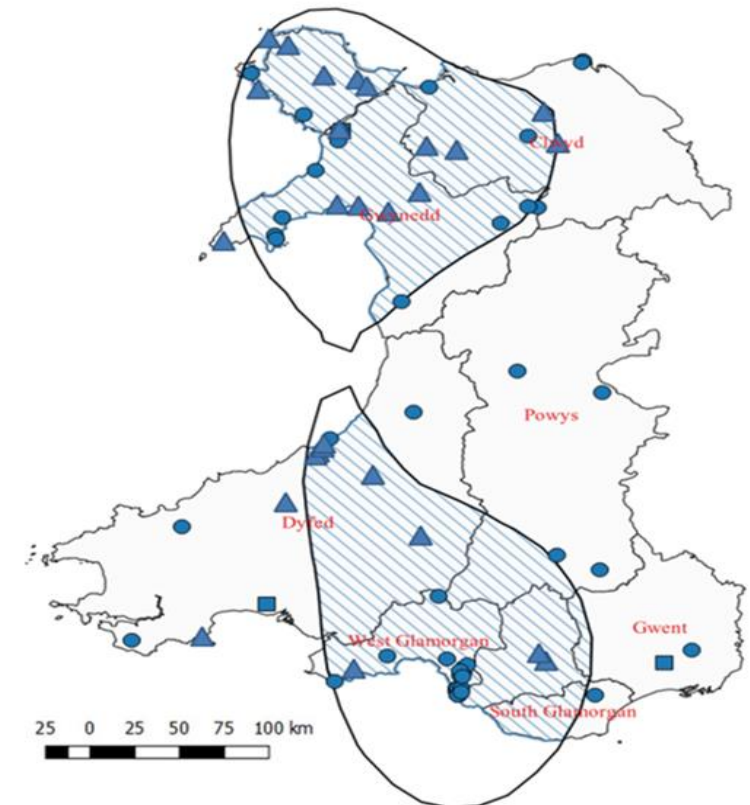 Clwyd
Gwynedd
Powys
Dyfed
Gwent
West Glamorgan
South Glamorgan
25 0 25 50 75 100 km